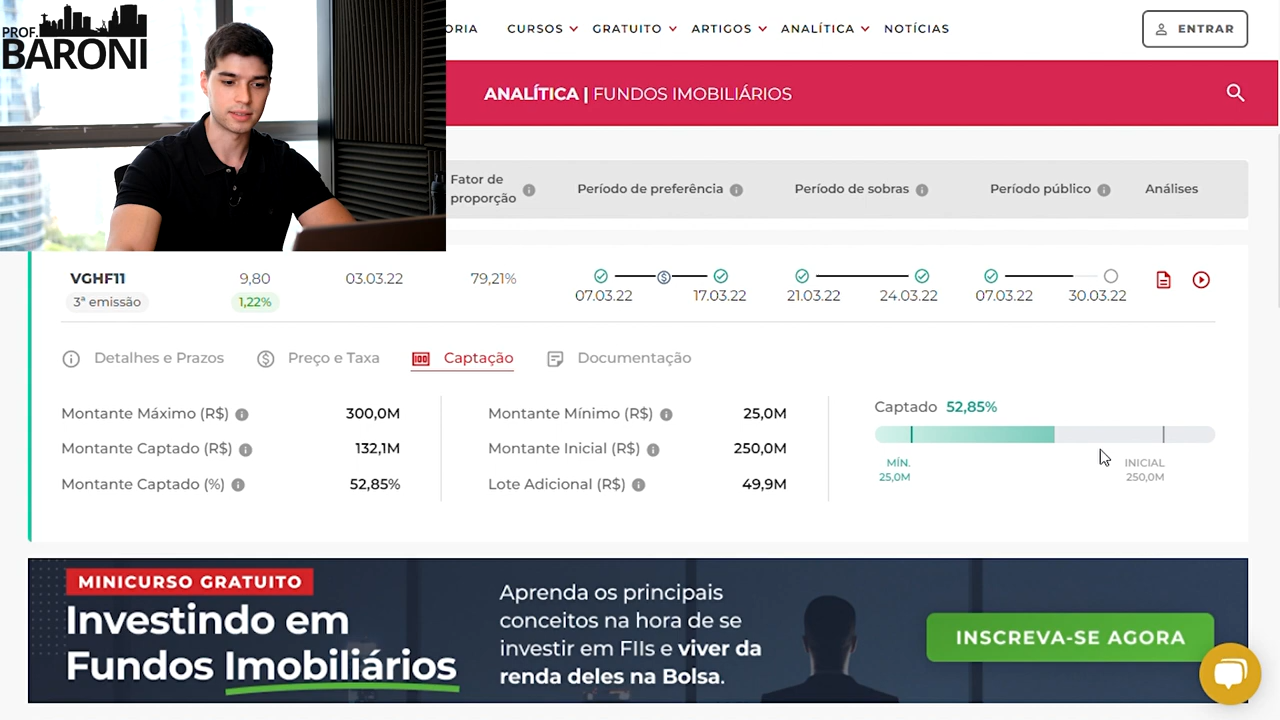 PROF.
BARONI
ORIA
CURSOS
GRATUITO
ARTIGOS
ANALÍTICA
NOTÍCIAS
ENTRAR
ANALÍTICA | FUNDOS IMOBILIÁRIOS
Fator de
proporção
Período de preferência
Período de sobras
Período público
Análises
VGHF11
3ª emissão
9,80
1,22%
03.03.22
79,21%
07.03.22
17.03.22
21.03.22
24.03.22
07.03.22
30.03.22
Detalhes e Prazos
Preço e Taxa
Captação
Documentação
Montante Máximo (R$) 300,0M
Montante Captado (R$) 132,1M
Montante Captado (%) 52,85%
Montante Mínimo (R$) 25,0M
Montante Inicial (R$) 250,0M
Lote Adicional (R$) 49,9M
Captado 52,85%
MÍN.
25,0M
INICIAL
250,0M
MINICURSO GRATUITO
Investindo em
Fundos Imobiliários
Aprenda os principais
conceitos na hora de se
investir em FIIs e viver da
renda deles na Bolsa.
INSCREVA-SE AGORA